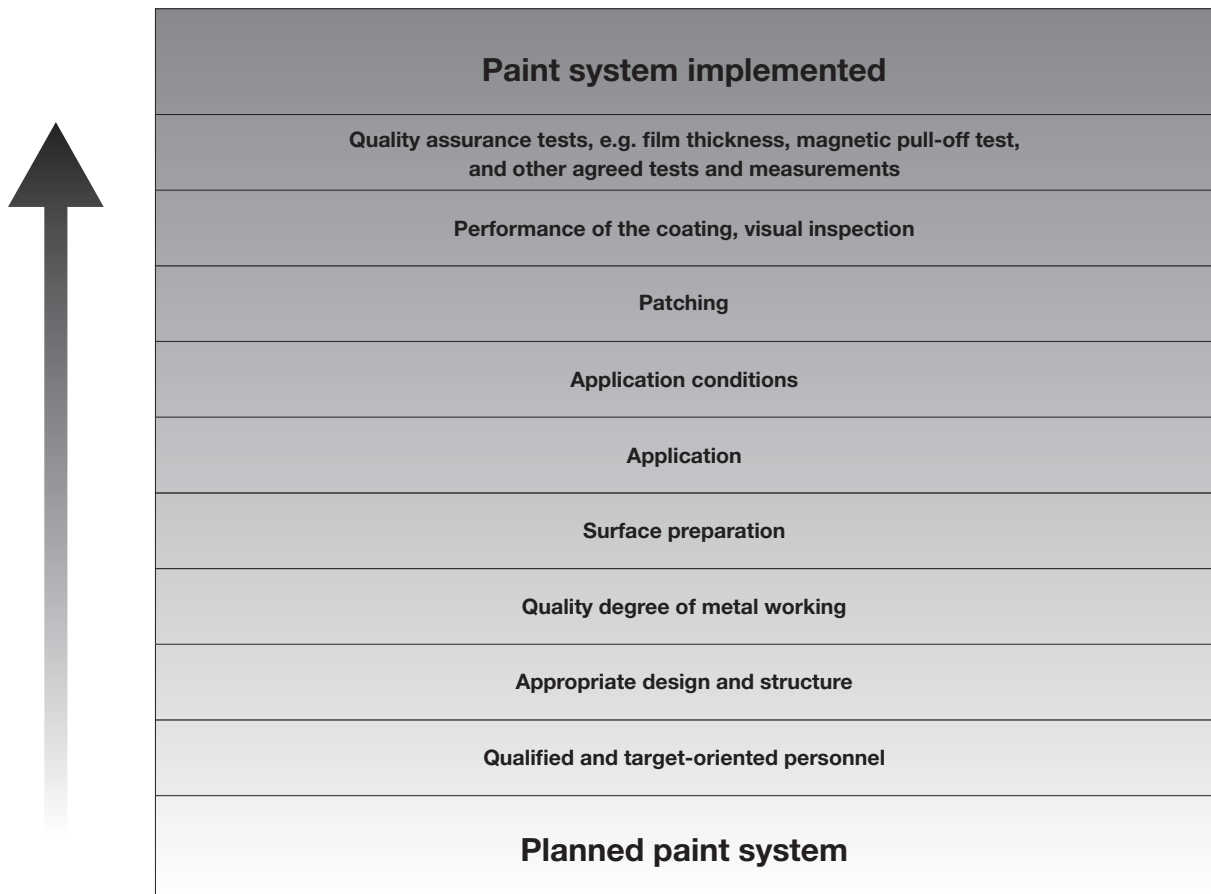 Paint system implemented
Quality assurance tests, e.g. film thickness, magnetic pull-off test,
and other agreed tests and measurements
Performance of the coating, visual inspection
Patching
Application conditions
Application
Surface preparation
Quality degree of metal working
Appropriate design and structure
Qualified and target-oriented personnel
Planned paint system